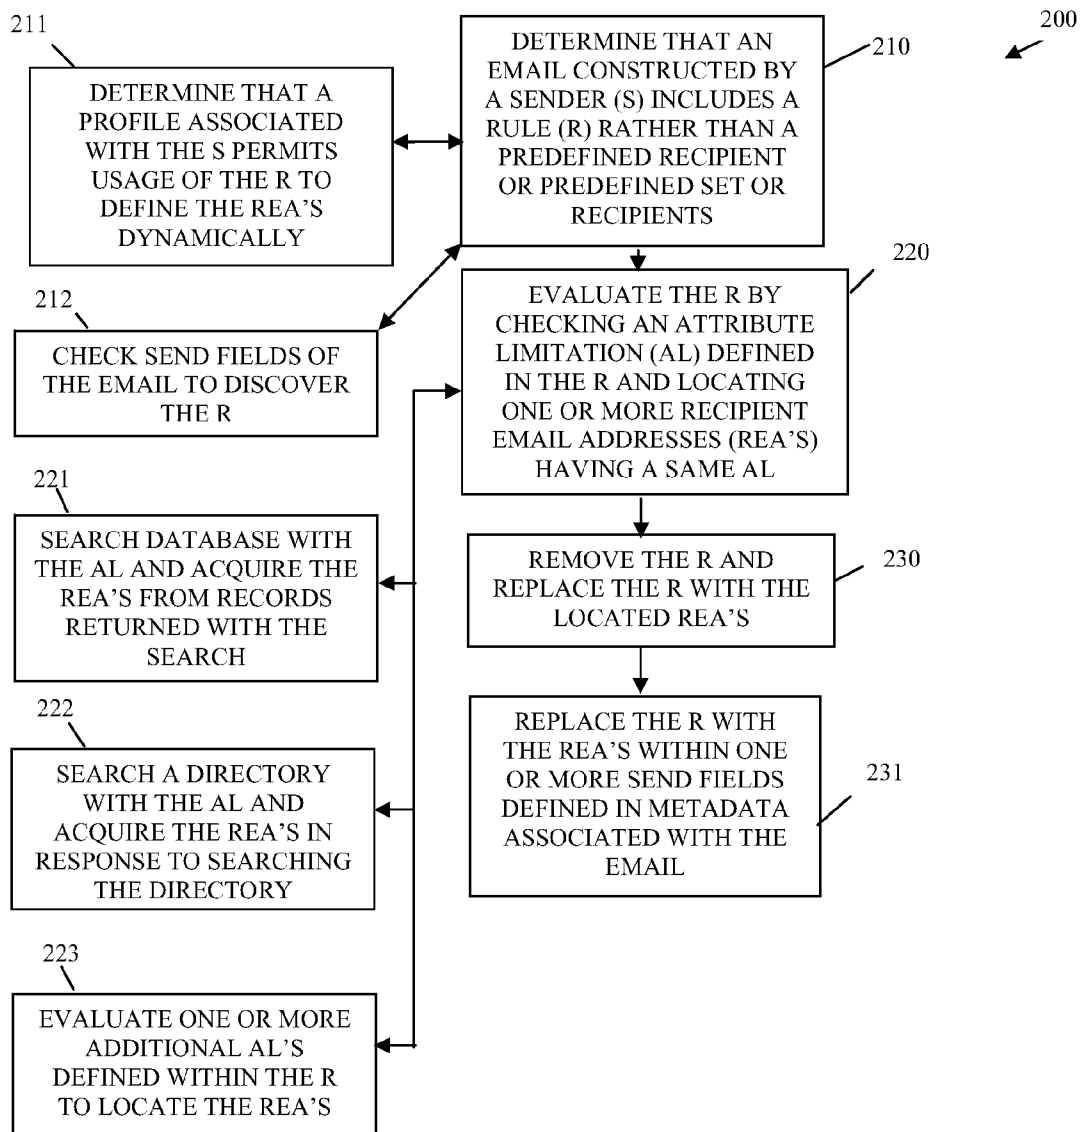 200
211
DETERMINE THAT A
PROFILE ASSOCIATED
WITH THE S PERMITS
USAGE OF THE R TO
DEFINE THE REA'S
DYNAMICALLY
210
DETERMINE THAT AN
EMAIL CONSTRUCTED BY
A SENDER (S) INCLUDES A
RULE (R) RATHER THAN A
PREDEFINED RECIPIENT
OR PREDEFINED SET OR
RECIPIENTS
212
CHECK SEND FIELDS OF
THE EMAIL TO DISCOVER
THE R
220
EVALUATE THE R BY
CHECKING AN ATTRIBUTE
LIMITATION (AL) DEFINED
IN THE R AND LOCATING
ONE OR MORE RECIPIENT
EMAIL ADDRESSES (REA'S)
HAVING A SAME AL
221
SEARCH DATABASE WITH
THE AL AND ACQUIRE THE
REA'S FROM RECORDS
RETURNED WITH THE
SEARCH
230
REMOVE THE R AND
REPLACE THE R WITH THE
LOCATED REA'S
222
SEARCH A DIRECTORY
WITH THE AL AND
ACQUIRE THE REA'S IN
RESPONSE TO SEARCHING
THE DIRECTORY
231
REPLACE THE R WITH
THE REA'S WITHIN ONE
OR MORE SEND FIELDS
DEFINED IN METADATA
ASSOCIATED WITH THE
EMAIL
223
EVALUATE ONE OR MORE
ADDITIONAL AL'S
DEFINED WITHIN THE R
TO LOCATE THE REA'S